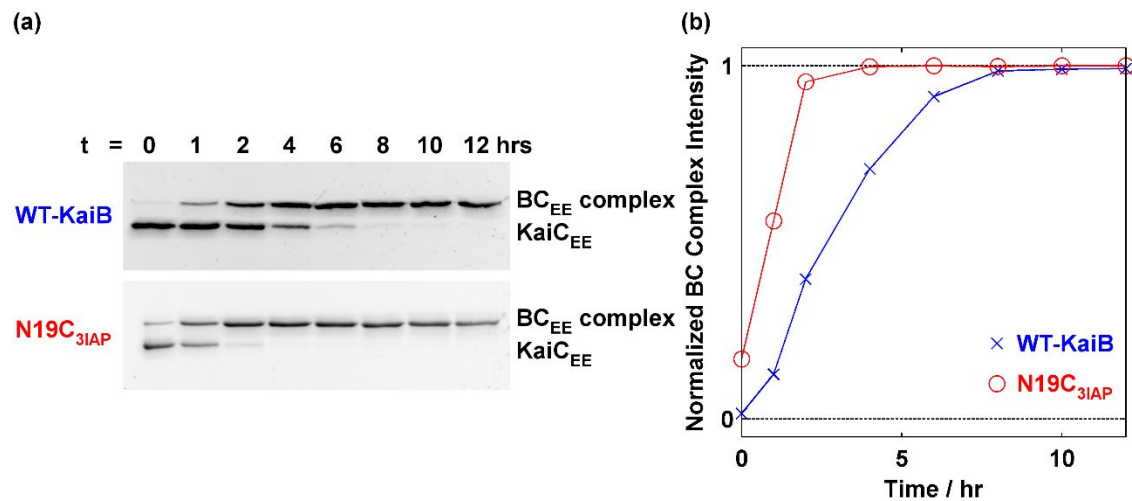 (a)
t = 0 1 2 4 6 8 10 12 hrs
WT-KaiB
BCEE complex
KaiCEE
N19C3IAP
BCEE complex
KaiCEE
(b)
Normalized BC Complex Intensity
1
0
WT-KaiB
N19C3IAP
0 5 10
Time / hr